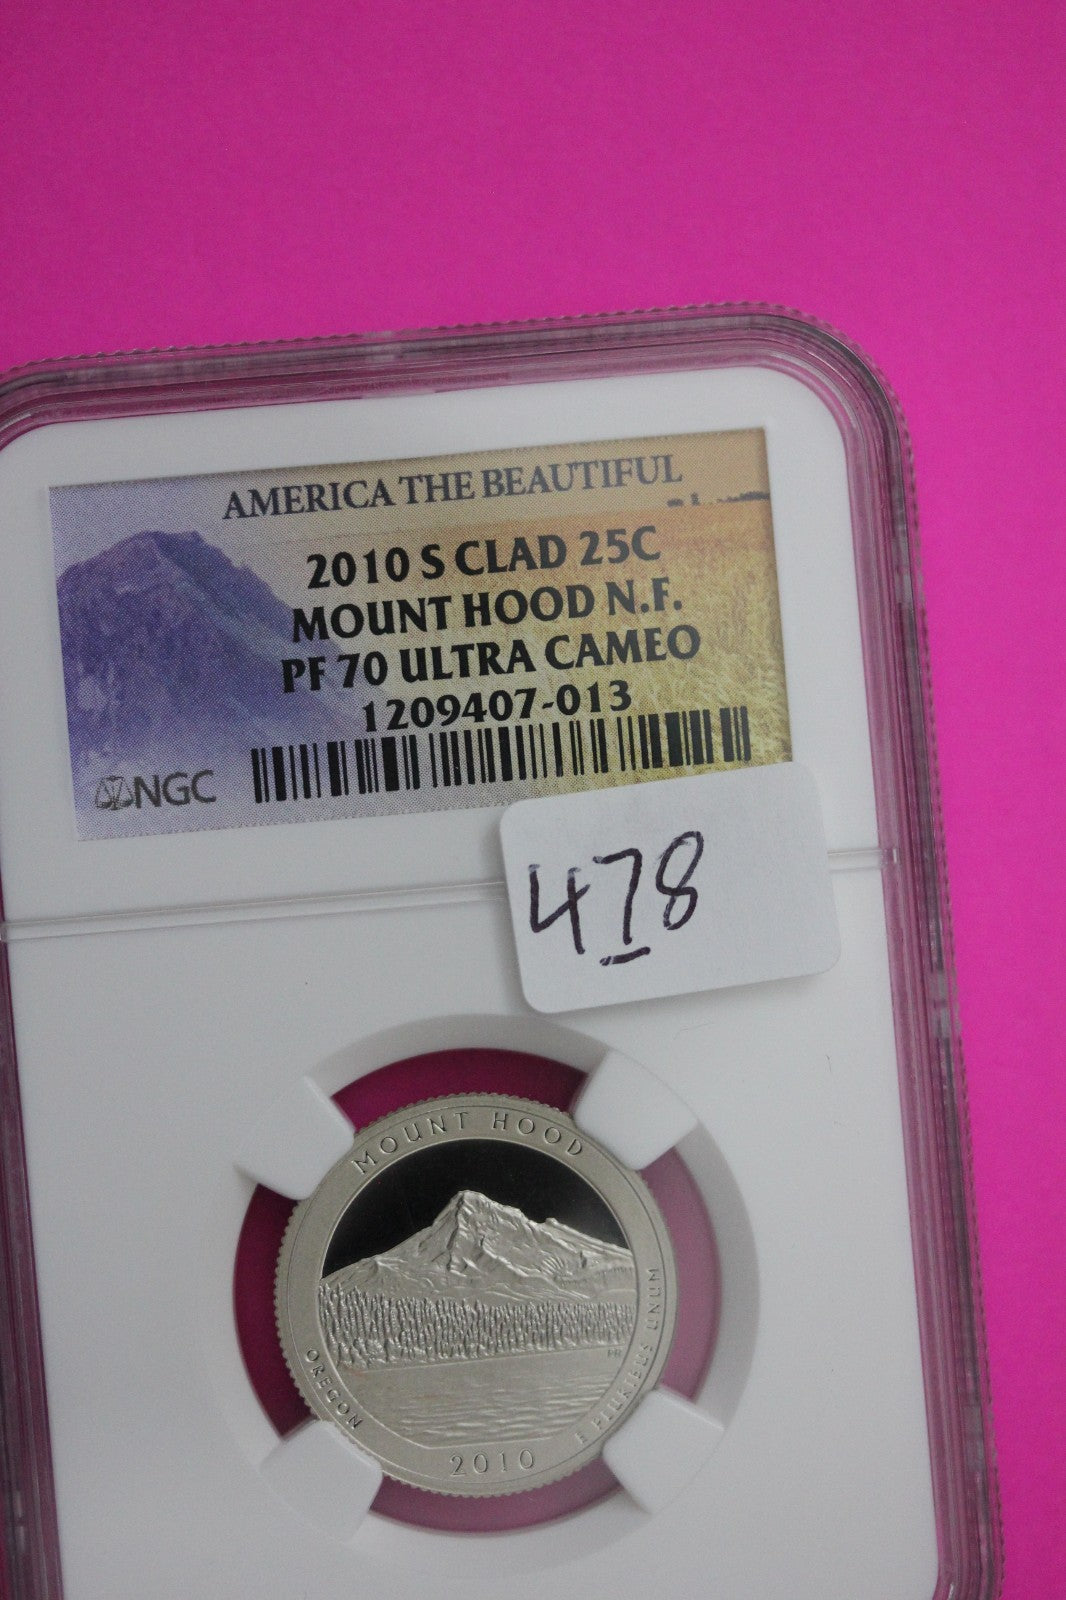 AMERICA THE BEAUTIFUL
2010 S CLAD 25C
MOUNT HOOD N.F.
PF 70 ULTRA CAMEO
1209407-013
NGC
478
MOUNT HOOD
OREGON
2010
E PLURIBUS UNUM
PF